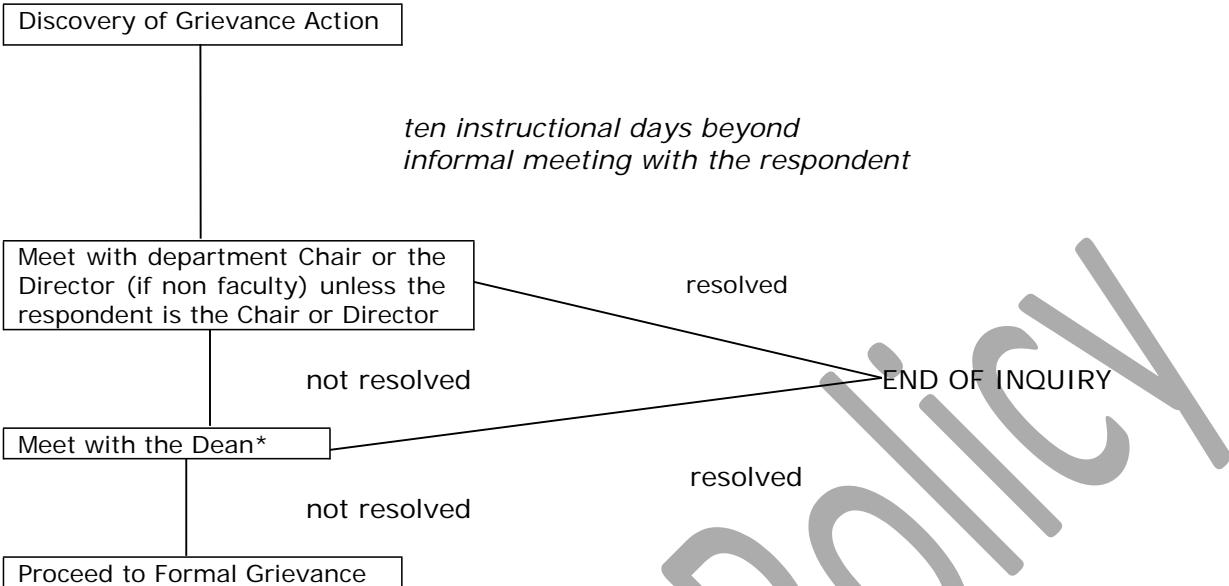 Discovery of Grievance Action
ten instructional days beyond
informal meeting with the respondent
Meet with department Chair or the
Director (if non faculty) unless the
respondent is the Chair or Director
resolved
not resolved
END OF INQUIRY
Meet with the Dean*
resolved
not resolved
Proceed to Formal Grievance
Policy